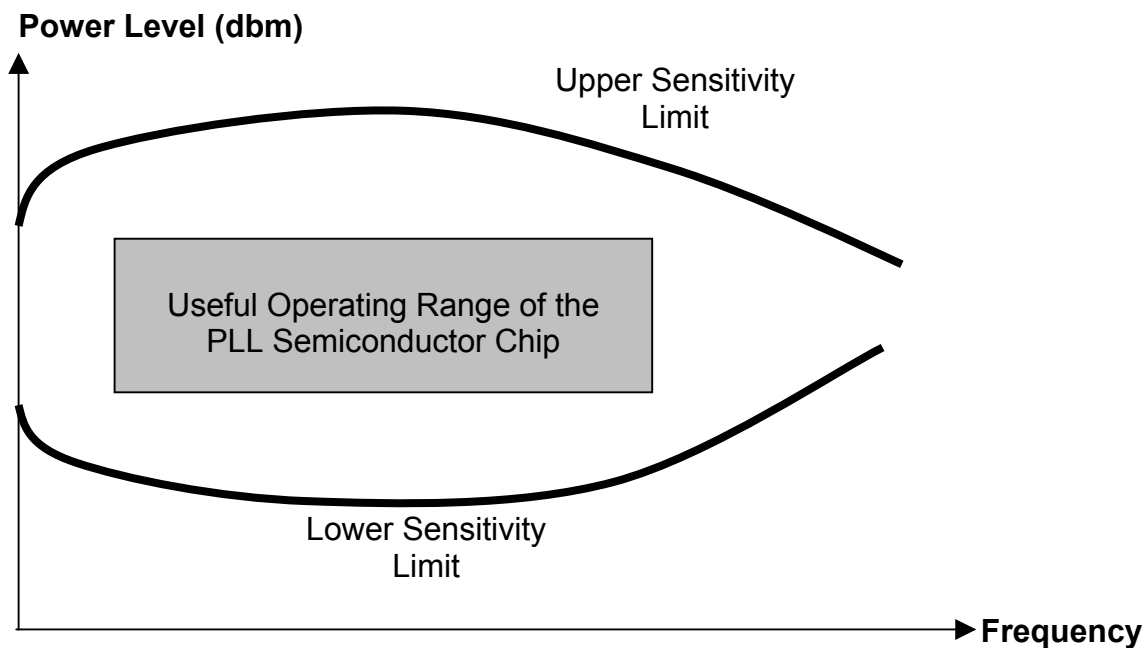 Power Level (dbm)
Upper Sensitivity
Limit
Useful Operating Range of the
PLL Semiconductor Chip
Lower Sensitivity
Limit
Frequency